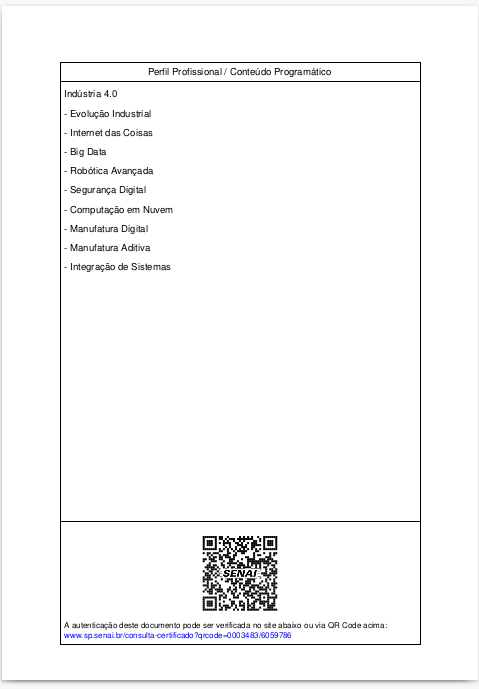 Perfil Profissional / Conteúdo Programático
Indústria 4.0
- Evolução Industrial
- Internet das Coisas
- Big Data
- Robótica Avançada
- Segurança Digital
- Computação em Nuvem
- Manufatura Digital
- Manufatura Aditiva
- Integração de Sistemas
SENAI
A autenticação deste documento pode ser verificada no site abaixo ou via QR Code acima:
www.sp.senai.br/consulta-certificado?qrcode=0003483/6059786